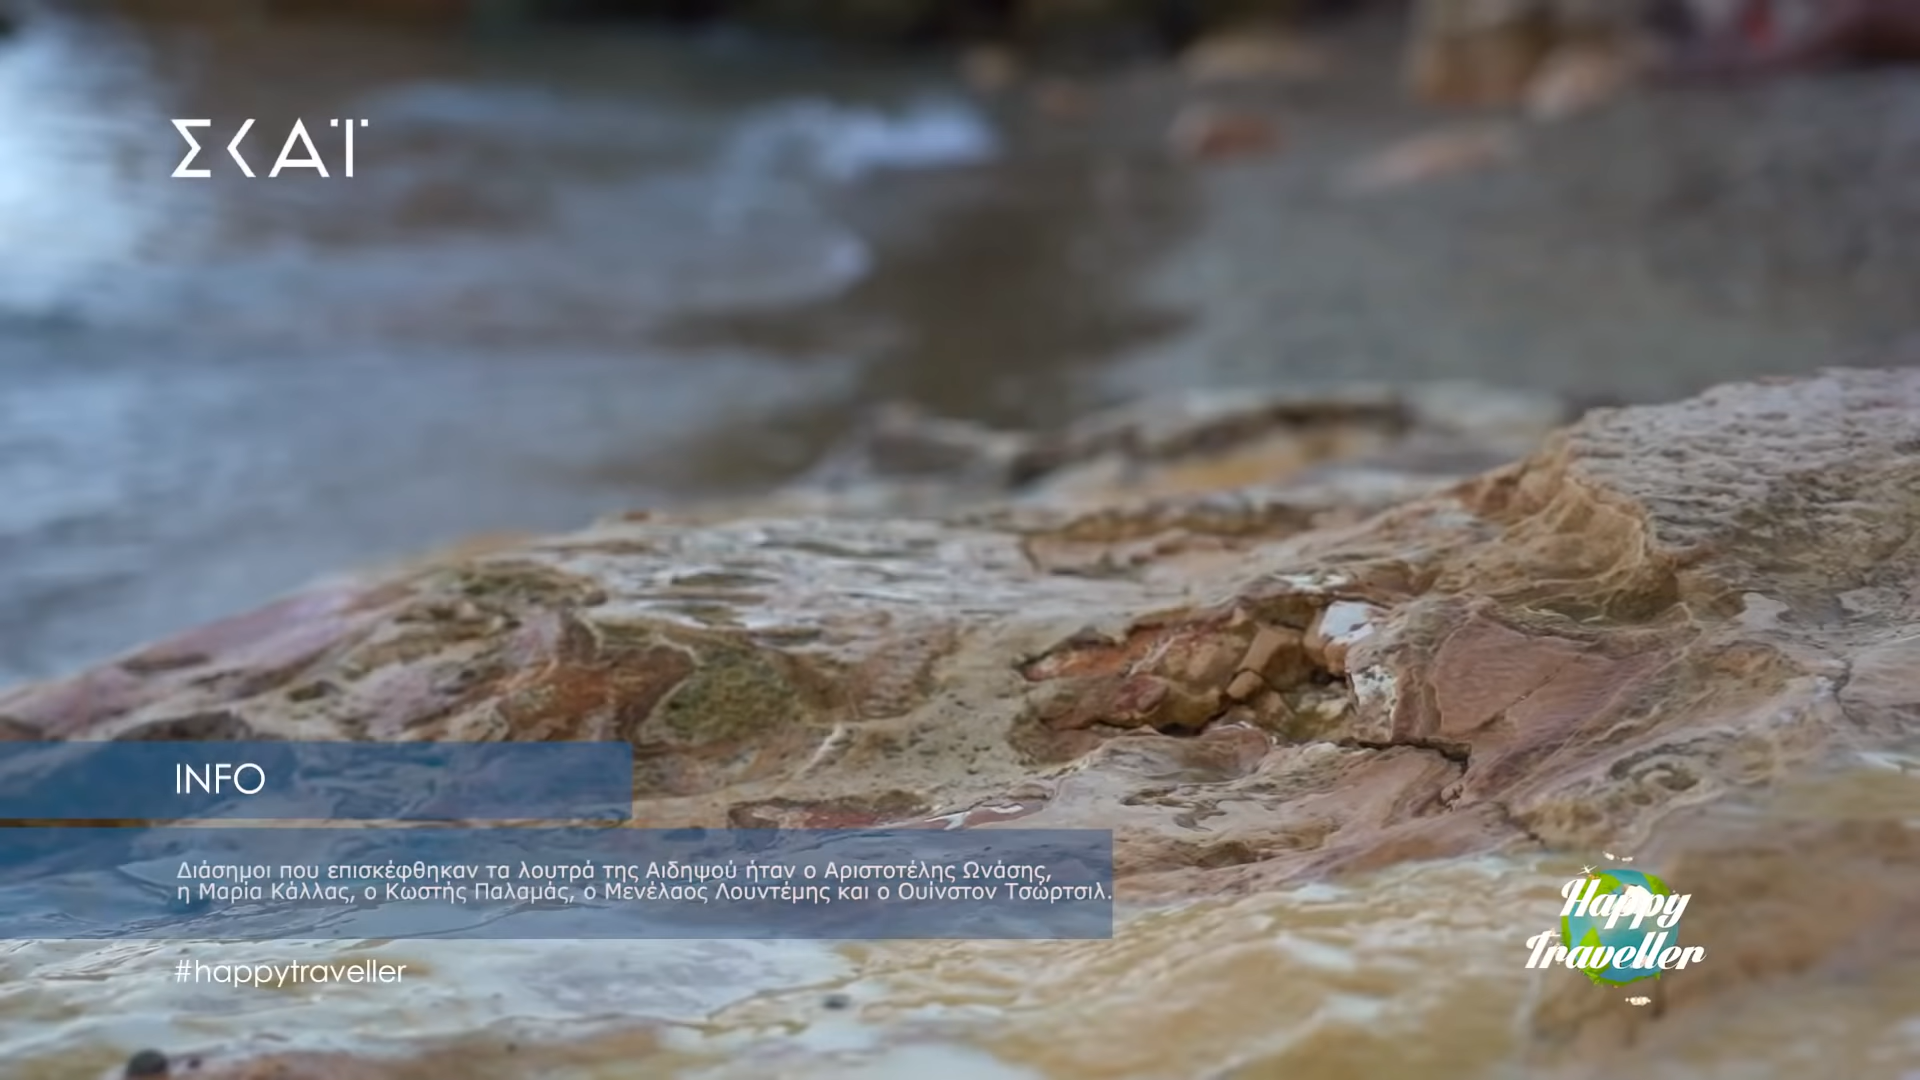 ΣΚΑΪ
INFO
Διάσημοι που επισκέφθηκαν τα λουτρά της Αιδηψού ήταν ο Αριστοτέλης Ωνάσης,
η Μαρία Κάλλας, ο Κωστής Παλαμάς, ο Μενέλαος Λουντέμης και ο Ουίνστον Τσώρτσιλ.
#happytraveller
Happy
Traveller